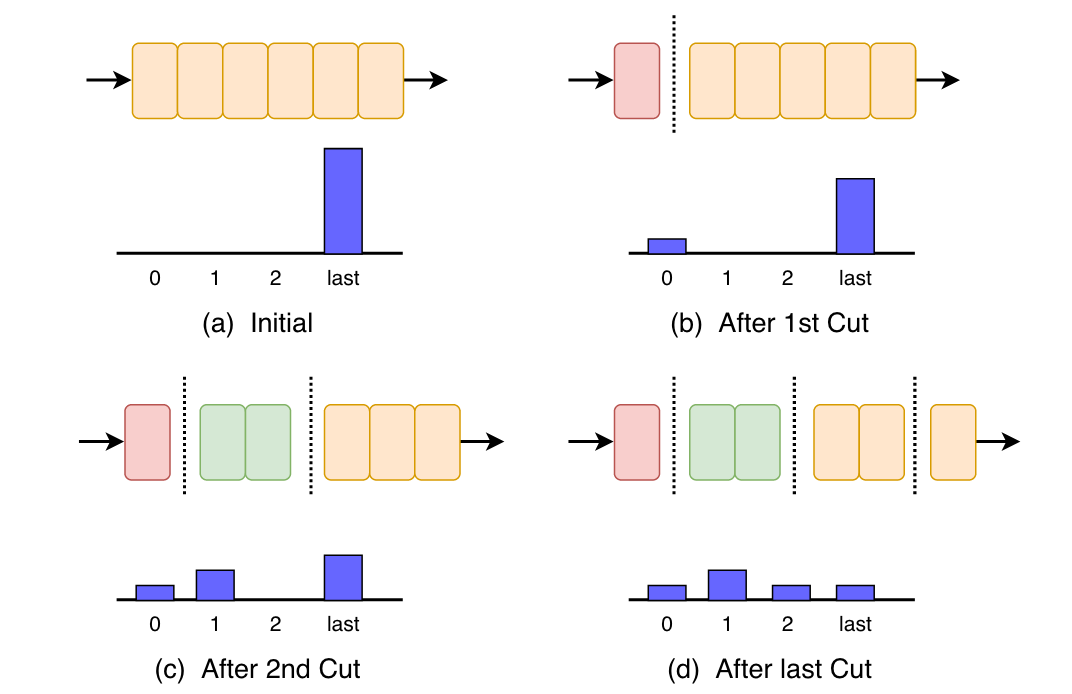 0 1 2 last
(a) Initial
0 1 2 last
(b) After 1st Cut
0 1 2 last
(c) After 2nd Cut
0 1 2 last
(d) After last Cut